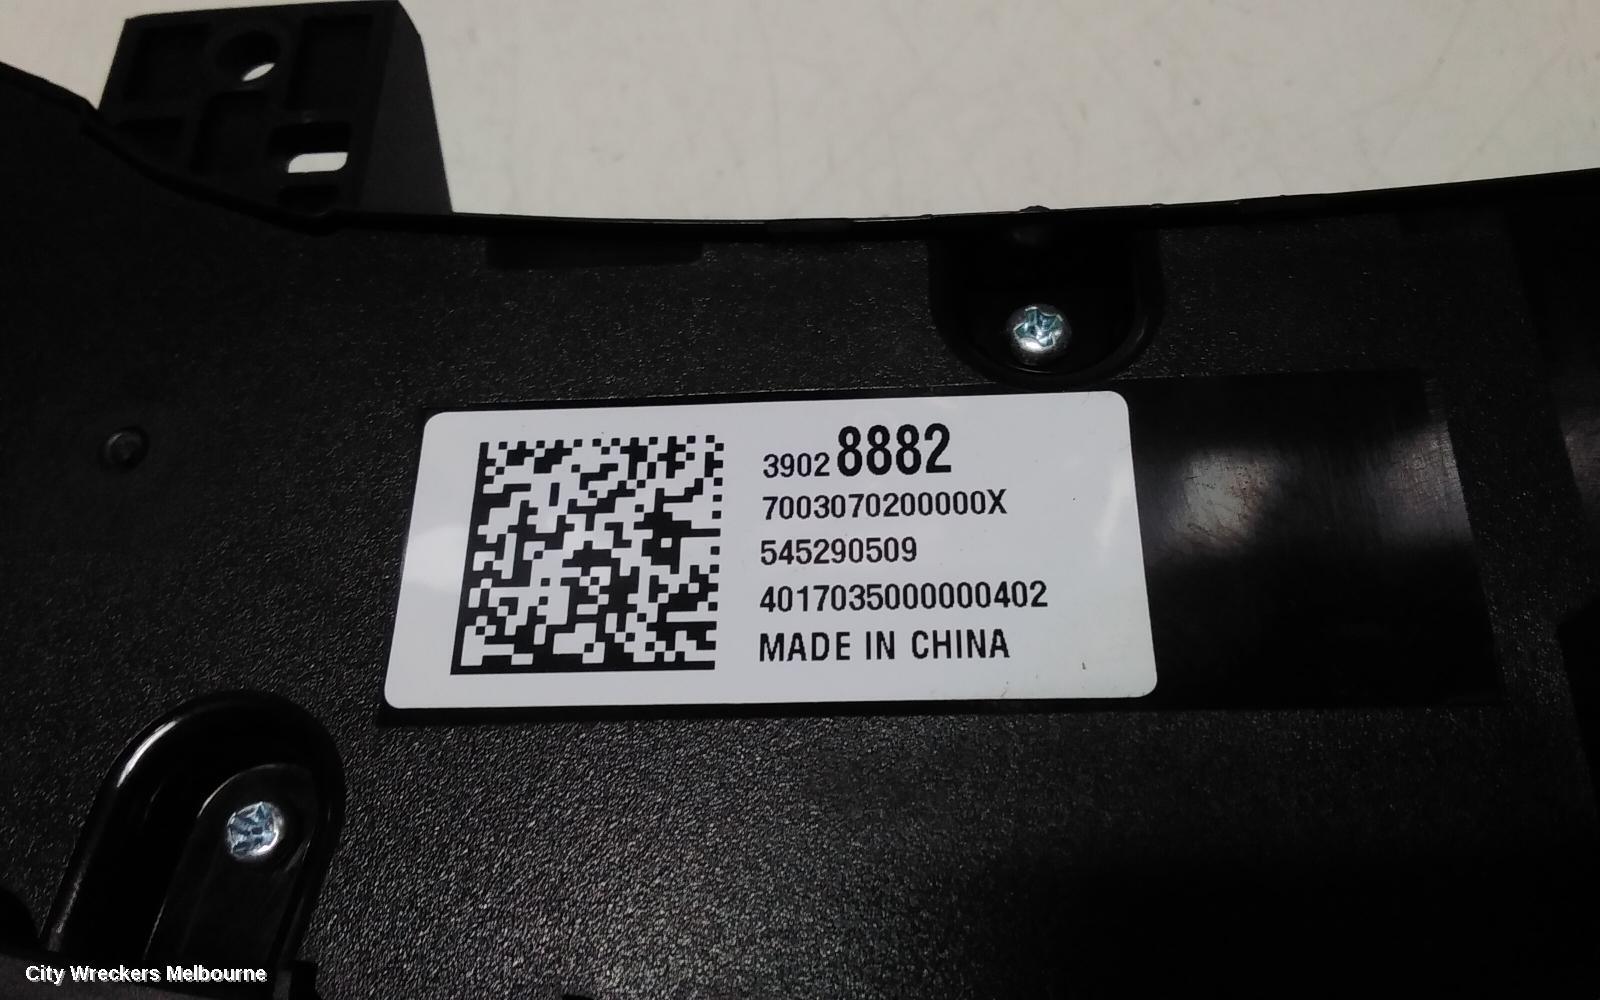 39028882
7003070200000X
545290509
4017035000000402
MADE IN CHINA
City Wreckers Melbourne